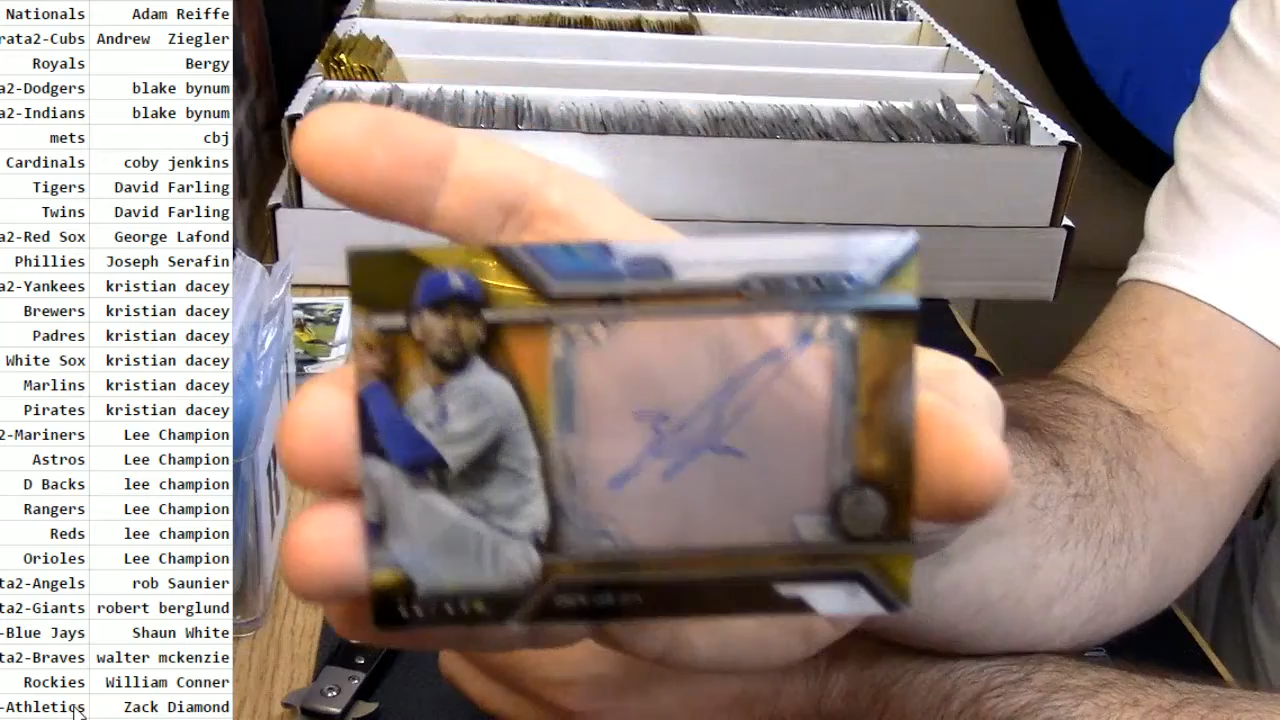 Nationals Adam Reiffe
rata2-Cubs Andrew Ziegler
Royals Bergy
a2-Dodgers blake bynum
a2-Indians blake bynum
mets cbj
Cardinals coby jenkins
Tigers David Farling
Twins David Farling
a2-Red Sox George Lafond
Phillies Joseph Serafin
a2-Yankees kristian dacey
Brewers kristian dacey
Padres kristian dacey
White Sox kristian dacey
Marlins kristian dacey
Pirates kristian dacey
2-Mariners Lee Champion
Astros Lee Champion
D Backs lee champion
Rangers Lee Champion
Reds lee champion
Orioles Lee Champion
ta2-Angels rob Saunier
ta2-Giants robert berglund
-Blue Jays Shaun White
ta2-Braves walter mckenzie
Rockies William Conner
-Athletics Zack Diamond